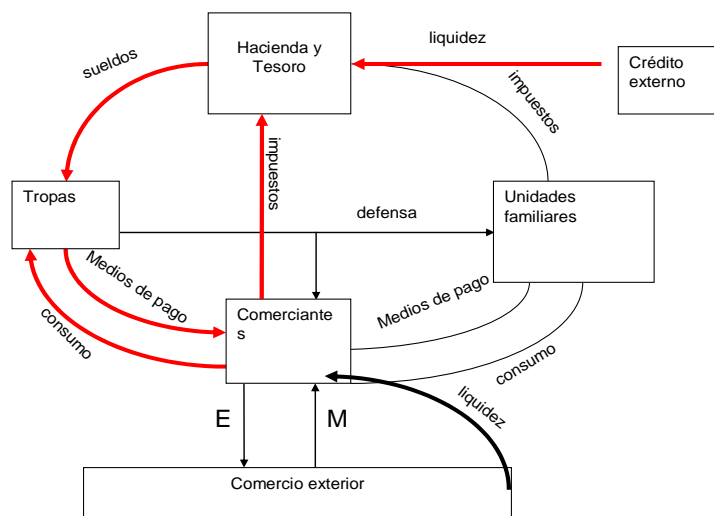 Hacienda y
Tesoro
liquidez
Crédito
externo
sueldos
impuestos
impuestos
Tropas
Unidades
familiares
defensa
Medios de pago
consumo
Comerciante
s
Medios de pago
consumo
liquidez
E
M
Comercio exterior